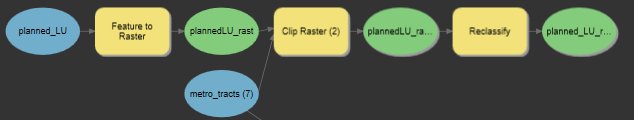 planned_LU
Feature to
Raster
plannedLU_rast
Clip Raster (2)
plannedLU_ra...
Reclassify
planned_LU_r...
metro_tracts (7)